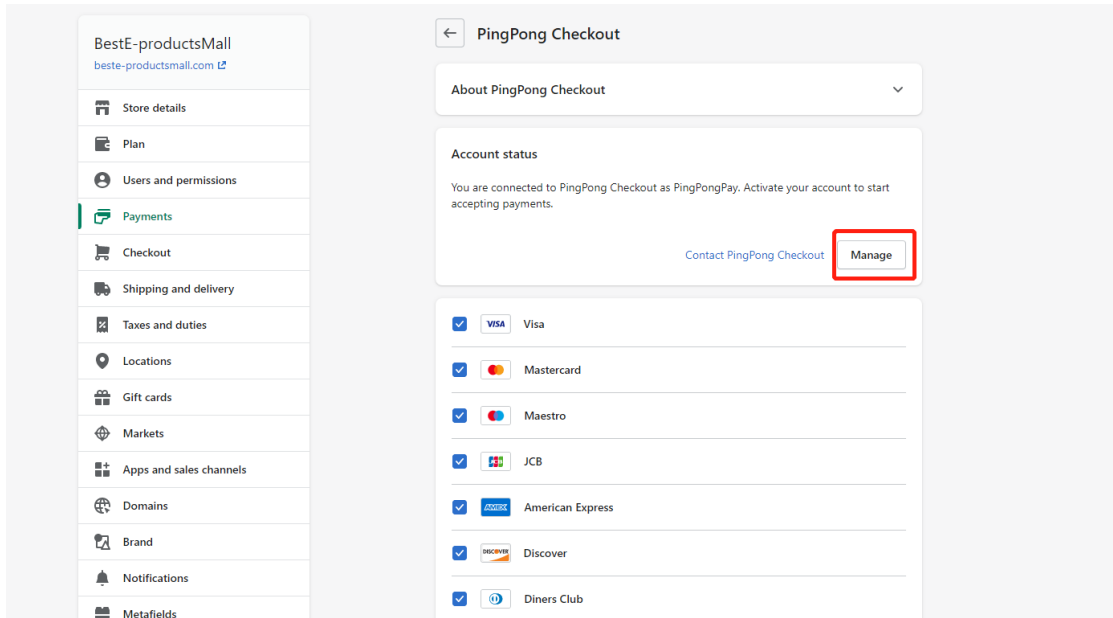 BestE-productsMall
beste-productsmall.com
Store details
Plan
Users and permissions
Payments
Checkout
Shipping and delivery
Taxes and duties
Locations
Gift cards
Markets
Apps and sales channels
Domains
Brand
Notifications
Metafields
PingPong Checkout
About PingPong Checkout
Account status
You are connected to PingPong Checkout as PingPongPay. Activate your account to start
accepting payments.
Contact PingPong Checkout Manage
VISA Visa
Mastercard
Maestro
JCB JCB
AMEX American Express
DISCOVER Discover
Diners Club